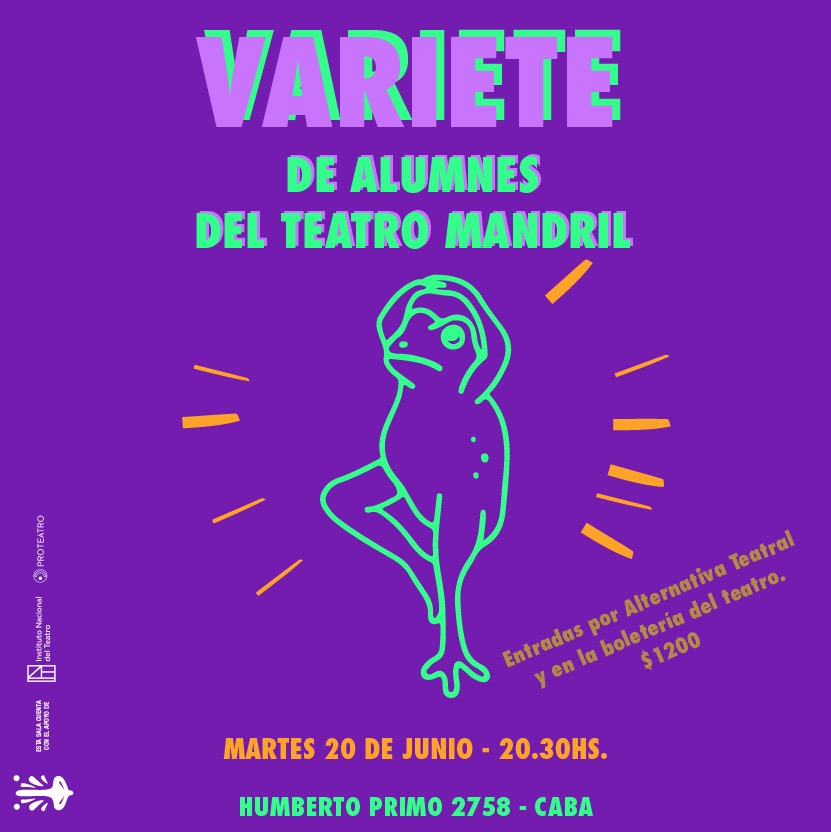 VARIETE
DE ALUMNES
DEL TEATRO MANDRIL
Entradas por Alternativa Teatral
y en la boletería del teatro.
$1200
MARTES 20 DE JUNIO - 20.30HS.
HUMBERTO PRIMO 2758 - CABA
ESTA SALA CUENTA
CON EL APOYO DE
Instituto Nacional
del Teatro
PROTEATRO